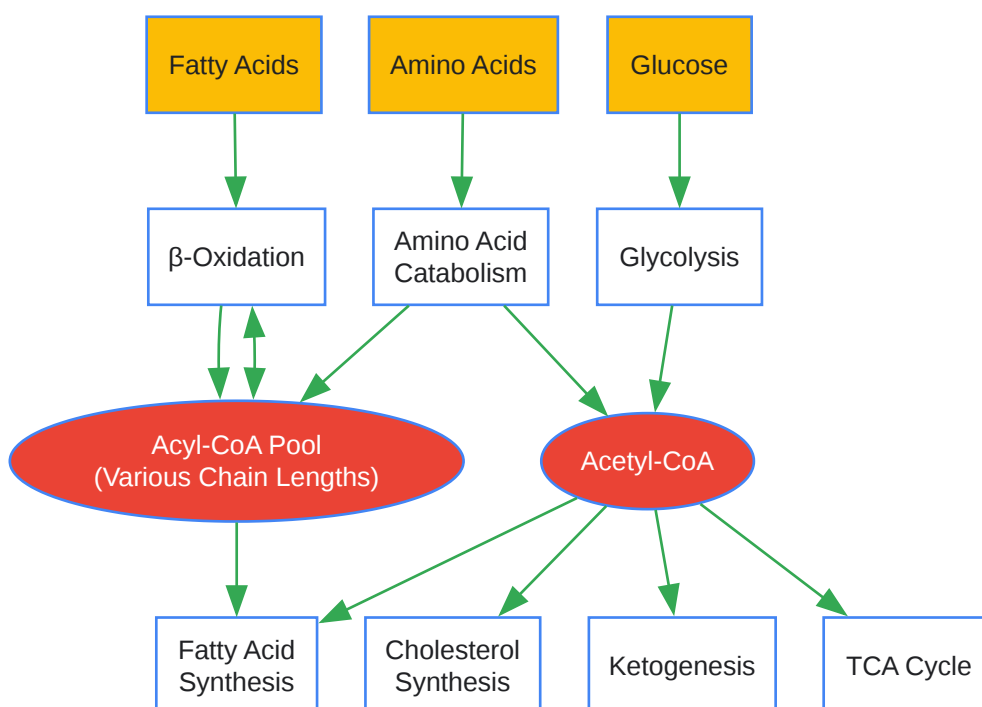 Fatty Acids
Amino Acids
Glucose
β-Oxidation
Amino Acid
Catabolism
Glycolysis
Acyl-CoA Pool
(Various Chain Lengths)
Acetyl-CoA
Fatty Acid
Synthesis
Cholesterol
Synthesis
Ketogenesis
TCA Cycle